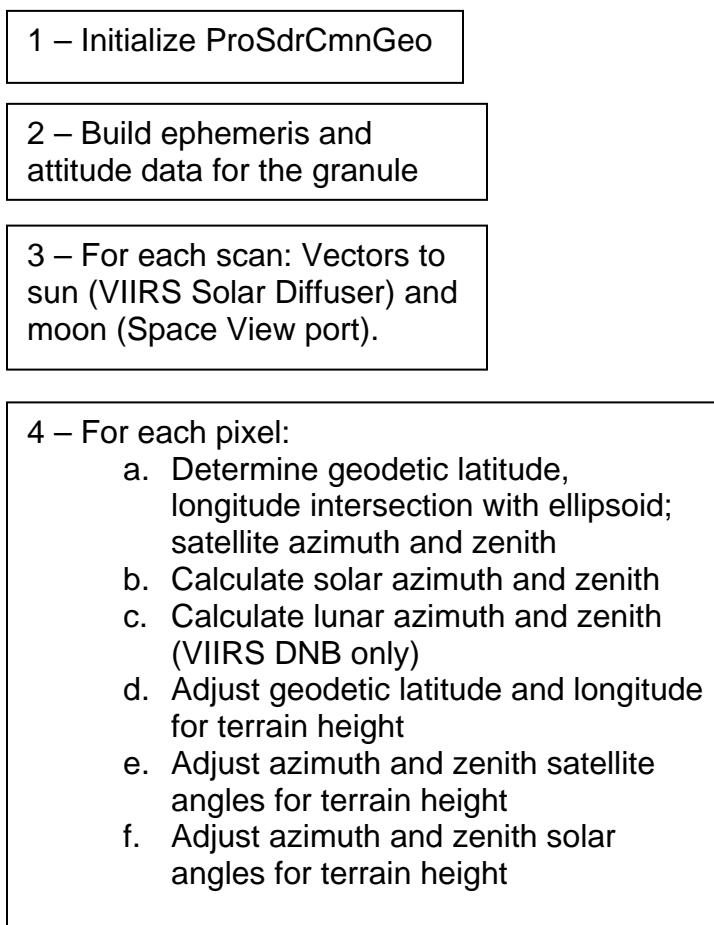 1 – Initialize ProSdrCmnGeo
2 – Build ephemeris and
attitude data for the granule
3 – For each scan: Vectors to
sun (VIIRS Solar Diffuser) and
moon (Space View port).
4 – For each pixel:
a. Determine geodetic latitude,
longitude intersection with ellipsoid;
satellite azimuth and zenith
b. Calculate solar azimuth and zenith
c. Calculate lunar azimuth and zenith
(VIIRS DNB only)
d. Adjust geodetic latitude and longitude
for terrain height
e. Adjust azimuth and zenith satellite
angles for terrain height
f. Adjust azimuth and zenith solar
angles for terrain height